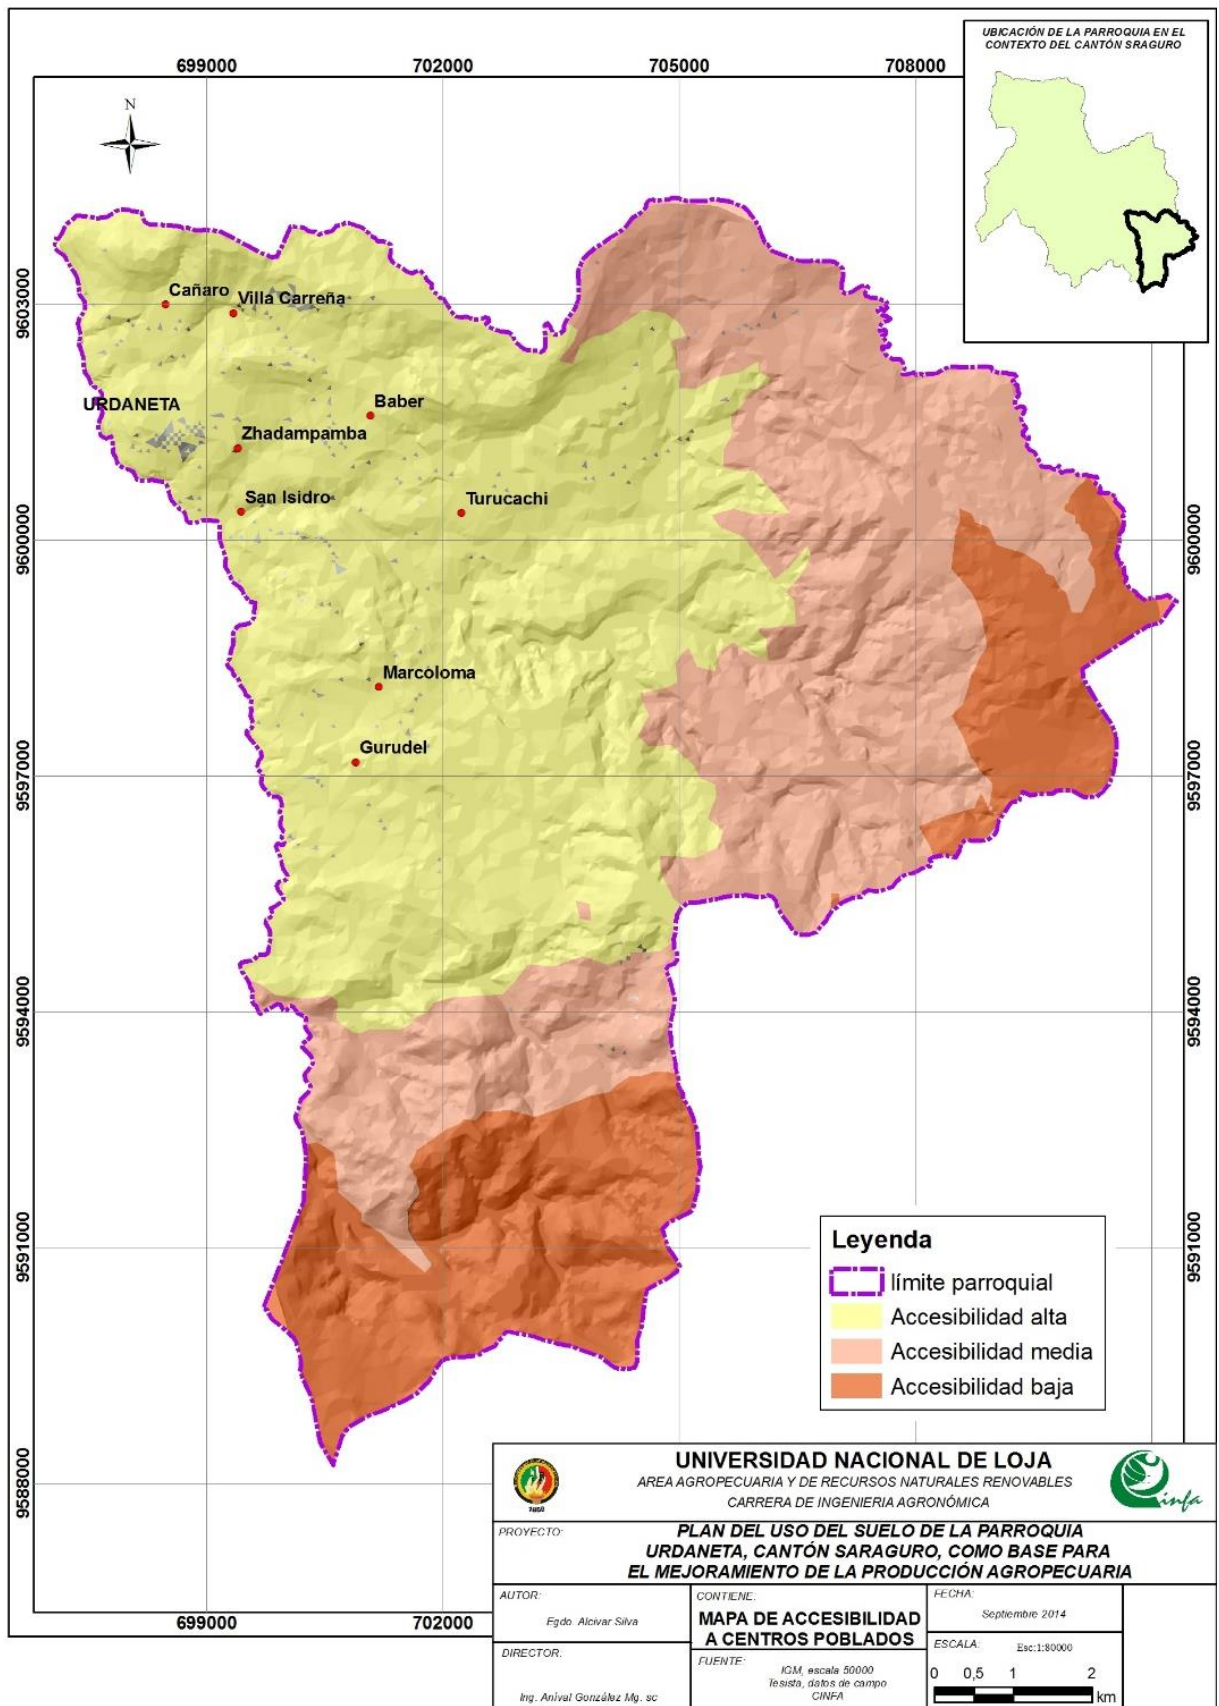 UBICACIÓN DE LA PARROQUIA EN EL
CONTEXTO DEL CANTÓN SRAGURO
699000
702000
705000
708000
N
9603000
9600000
9597000
9594000
9591000
9588000
9600000
9597000
9594000
9591000
Cañaro
Villa Carreña
URDANETA
Baber
Zhadampamba
San Isidro
Turucachi
Marcoloma
Gurudel
Leyenda
límite parroquial
Accesibilidad alta
Accesibilidad media
Accesibilidad baja
699000
702000
UNIVERSIDAD NACIONAL DE LOJA
AREA AGROPECUARIA Y DE RECURSOS NATURALES RENOVABLES
CARRERA DE INGENIERIA AGRONÓMICA
1859
infa
PROYECTO:
PLAN DEL USO DEL SUELO DE LA PARROQUIA
URDANETA, CANTÓN SARAGURO, COMO BASE PARA
EL MEJORAMIENTO DE LA PRODUCCIÓN AGROPECUARIA
AUTOR:
Egdo. Alcivar Silva
DIRECTOR:
Ing. Aníval González Mg. sc
CONTIENE:
MAPA DE ACCESIBILIDAD
A CENTROS POBLADOS
FUENTE:
IGM, escala 50000
Tesista, datos de campo
CINFA
FECHA:
Septiembre 2014
ESCALA:
Esc:1:80000
0 0,5 1 2
km